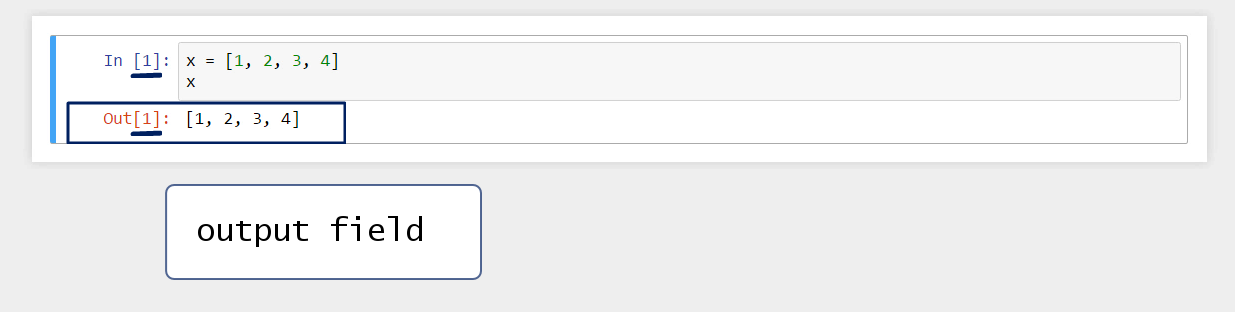 In [1]: x = [1, 2, 3, 4]
x
Out[1]: [1, 2, 3, 4]
output field